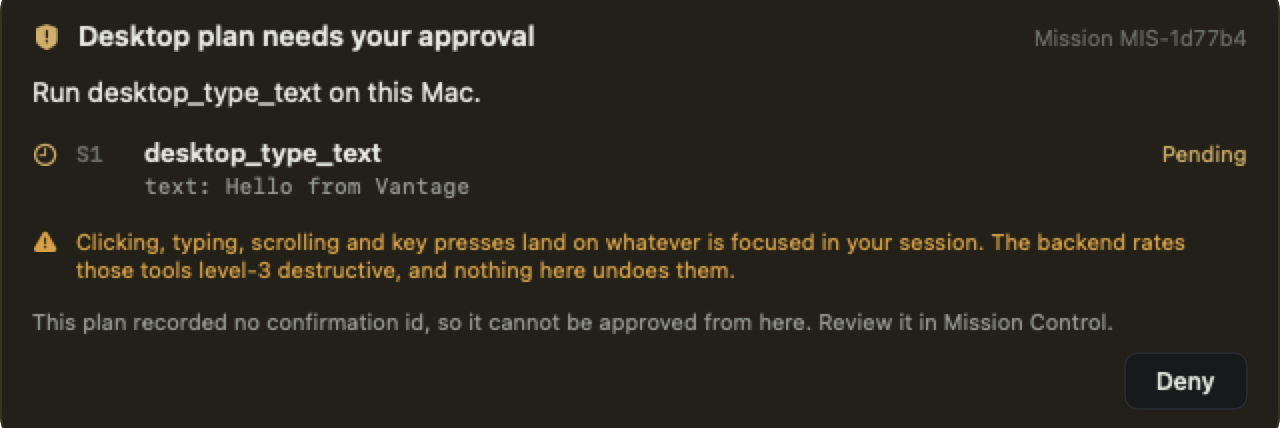 Desktop plan needs your approval
Mission MIS-1d77b4
Run desktop_type_text on this Mac.
S1 desktop_type_text Pending
text: Hello from Vantage
Clicking, typing, scrolling and key presses land on whatever is focused in your session. The backend rates
those tools level-3 destructive, and nothing here undoes them.
This plan recorded no confirmation id, so it cannot be approved from here. Review it in Mission Control.
Deny